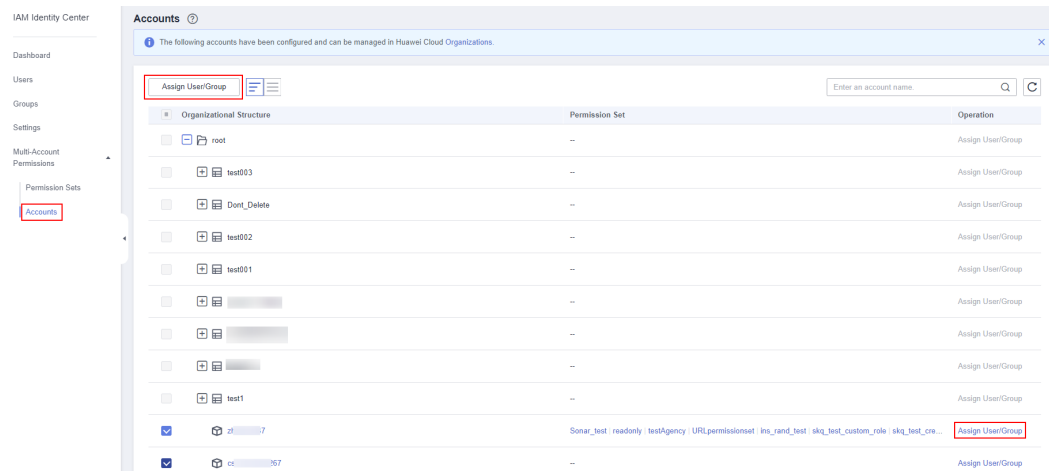 IAM Identity Center
Dashboard
Users
Groups
Settings
Multi-Account
Permissions
Permission Sets
Accounts
Accounts
The following accounts have been configured and can be managed in Huawei Cloud Organizations.
Assign User/Group
Enter an account name.
Organizational Structure Permission Set Operation
root -- Assign User/Group
test003 -- Assign User/Group
Dont_Delete -- Assign User/Group
test002 -- Assign User/Group
test001 -- Assign User/Group
-- Assign User/Group
-- Assign User/Group
-- Assign User/Group
test1 -- Assign User/Group
Sonar_test | readonly | testAgency | URLpermissionset | ins_rand_test | skq_test_custom_role | skq_test_cre... Assign User/Group
-- Assign User/Group